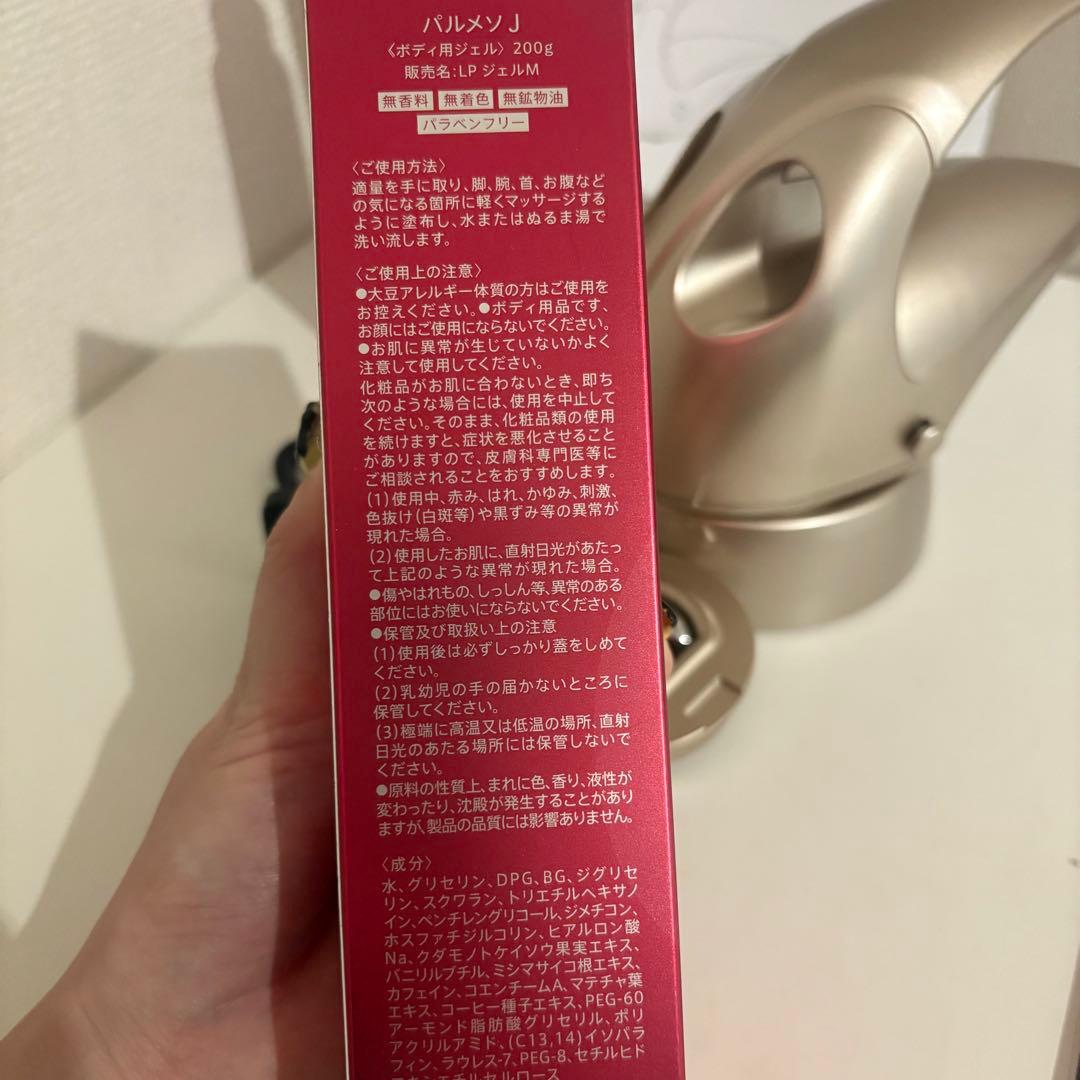 パルメソJ
〈ボディ用ジェル〉200g
販売名:LP ジェルM
無香料 無着色 無鉱物油
パラベンフリー
〈ご使用方法〉
適量を手に取り、脚、腕、首、お腹など
の気になる箇所に軽くマッサージする
ように塗布し、水またはぬるま湯で
洗い流します。
〈ご使用上の注意〉
●大豆アレルギー体質の方はご使用を
お控えください。●ボディ用品です、
お顔にはご使用にならないでください。
●お肌に異常が生じていないかよく
注意して使用してください。
化粧品がお肌に合わないとき、即ち
次のような場合には、使用を中止して
ください。そのまま、化粧品類の使用
を続けますと、症状を悪化させること
がありますので、皮膚科専門医等に
ご相談されることをおすすめします。
(1)使用中、赤み、はれ、かゆみ、刺激、
色抜け(白斑等)や黒ずみ等の異常が
現れた場合。
(2)使用したお肌に、直射日光があたっ
て上記のような異常が現れた場合。
●傷やはれもの、しっしん等、異常のある
部位にはお使いにならないでください。
●保管及び取扱い上の注意
(1)使用後は必ずしっかり蓋をしめて
ください。
(2)乳幼児の手の届かないところに
保管してください。
(3)極端に高温又は低温の場所、直射
日光のあたる場所には保管しないで
ください。
●原料の性質上、まれに色、香り、液性が
変わったり、沈殿が発生することがあり
ますが、製品の品質には影響ありません。
〈成分〉
水、グリセリン、DPG、BG、ジグリセ
リン、スクワラン、トリエチルヘキサノ
イン、ペンチレングリコール、ジメチコン、
ホスファチジルコリン、ヒアルロン酸
Na、クダモノトケイソウ果実エキス、
バニリルブチル、ミシマサイコ根エキス、
カフェイン、コエンチームA、マテチャ葉
エキス、コーヒー種子エキス、PEG-60
アーモンド脂肪酸グリセリル、ポリ
アクリルアミド、(C13,14)イソパラ
フィン、ラウレス-7、PEG-8、セチルヒド
ロキシエチルセルロース